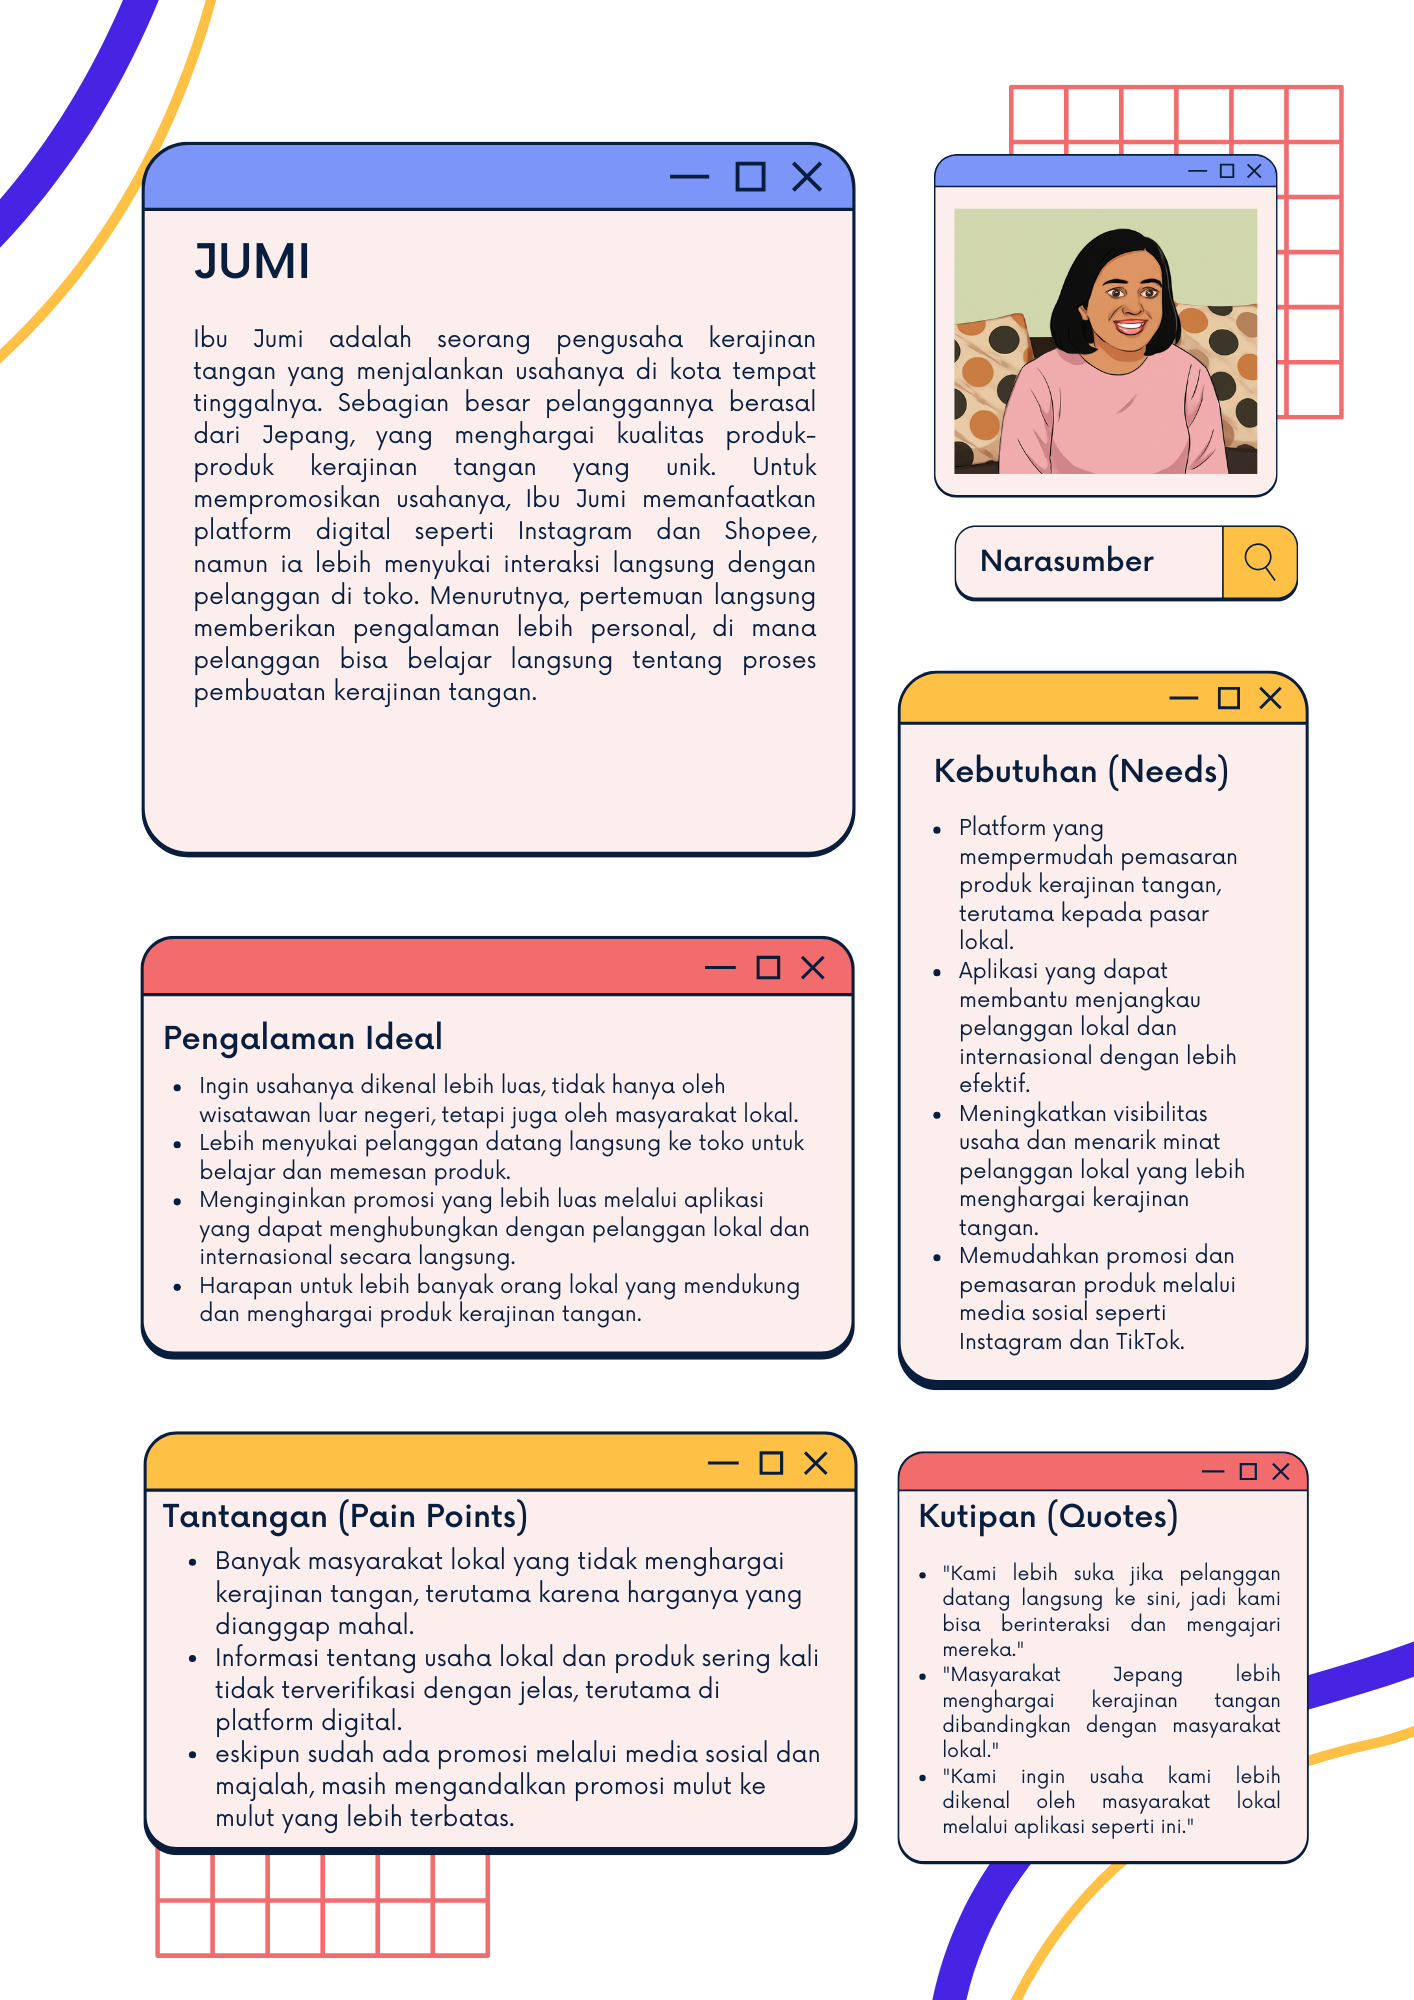 JUMI
Ibu Jumi adalah seorang pengusaha kerajinan
tangan yang menjalankan usahanya di kota tempat
tinggalnya. Sebagian besar pelanggannya berasal
dari Jepang, yang menghargai kualitas produk-
produk kerajinan tangan yang unik. Untuk
mempromosikan usahanya, Ibu Jumi memanfaatkan
platform digital seperti Instagram dan Shopee,
namun ia lebih menyukai interaksi langsung dengan
pelanggan di toko. Menurutnya, pertemuan langsung
memberikan pengalaman lebih personal, di mana
pelanggan bisa belajar langsung tentang proses
pembuatan kerajinan tangan.
Narasumber
Kebutuhan (Needs)
• Platform yang
mempermudah pemasaran
produk kerajinan tangan,
terutama kepada pasar
lokal.
• Aplikasi yang dapat
membantu menjangkau
pelanggan lokal dan
internasional dengan lebih
efektif.
• Meningkatkan visibilitas
usaha dan menarik minat
pelanggan lokal yang lebih
menghargai kerajinan
tangan.
• Memudahkan promosi dan
pemasaran produk melalui
media sosial seperti
Instagram dan TikTok.
Pengalaman Ideal
• Ingin usahanya dikenal lebih luas, tidak hanya oleh
wisatawan luar negeri, tetapi juga oleh masyarakat lokal.
• Lebih menyukai pelanggan datang langsung ke toko untuk
belajar dan memesan produk.
• Menginginkan promosi yang lebih luas melalui aplikasi
yang dapat menghubungkan dengan pelanggan lokal dan
internasional secara langsung.
• Harapan untuk lebih banyak orang lokal yang mendukung
dan menghargai produk kerajinan tangan.
Tantangan (Pain Points)
• Banyak masyarakat lokal yang tidak menghargai
kerajinan tangan, terutama karena harganya yang
dianggap mahal.
• Informasi tentang usaha lokal dan produk sering kali
tidak terverifikasi dengan jelas, terutama di
platform digital.
• eskipun sudah ada promosi melalui media sosial dan
majalah, masih mengandalkan promosi mulut ke
mulut yang lebih terbatas.
Kutipan (Quotes)
• "Kami lebih suka jika pelanggan
datang langsung ke sini, jadi kami
bisa berinteraksi dan mengajari
mereka."
• "Masyarakat Jepang lebih
menghargai kerajinan tangan
dibandingkan dengan masyarakat
lokal."
• "Kami ingin usaha kami lebih
dikenal oleh masyarakat lokal
melalui aplikasi seperti ini."